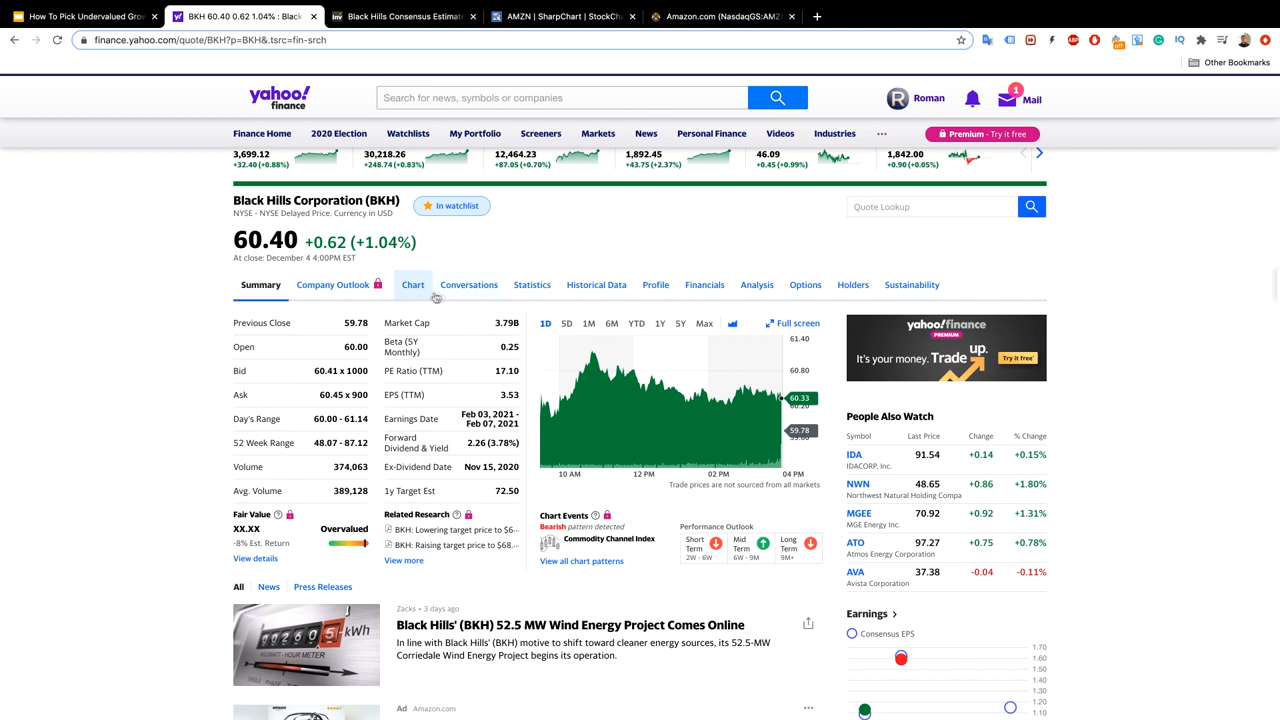 How To Pick Undervalued Gro
BKH 60.40 0.62 1.04% : Black
Black Hills Consensus Estimate
AMZN | SharpChart | StockCh
Amazon.com (NasdaqGS:AMZ
finance.yahoo.com/quote/BKH?p=BKH&.tsrc=fin-srch
Other Bookmarks
yahoo!
finance
Search for news, symbols or companies
Roman
1
Mail
Finance Home 2020 Election Watchlists My Portfolio Screeners Markets News Personal Finance Videos Industries ••• Premium - Try it free
3,699.12 30,218.26 12,464.23 1,892.45 46.09 1,842.00
+32.40 (+0.88%) +248.74 (+0.83%) +87.05 (+0.70%) +43.75 (+2.37%) +0.45 (+0.99%) +0.90 (+0.05%)
Black Hills Corporation (BKH)
In watchlist
Quote Lookup
NYSE - NYSE Delayed Price. Currency in USD
60.40 +0.62 (+1.04%)
At close: December 4 4:00PM EST
Summary Company Outlook Chart Conversations Statistics Historical Data Profile Financials Analysis Options Holders Sustainability
Previous Close 59.78
Open 60.00
Bid 60.41 x 1000
Ask 60.45 x 900
Day's Range 60.00 - 61.14
52 Week Range 48.07 - 87.12
Volume 374,063
Avg. Volume 389,128
Market Cap 3.79B
Beta (5Y
Monthly) 0.25
PE Ratio (TTM) 17.10
EPS (TTM) 3.53
Earnings Date Feb 03, 2021 -
Feb 07, 2021
Forward
Dividend & Yield 2.26 (3.78%)
Ex-Dividend Date Nov 15, 2020
1y Target Est 72.50
Fair Value
XX.XX Overvalued
-8% Est. Return
View details
Related Research
BKH: Lowering target price to $6...
BKH: Raising target price to $68....
View more
1D 5D 1M 6M YTD 1Y 5Y Max Full screen
61.40
60.80
60.33
60.20
59.78
10 AM 12 PM 02 PM 04 PM
Trade prices are not sourced from all markets
Chart Events
Bearish pattern detected
Commodity Channel Index
View all chart patterns
Performance Outlook
Short
Term
2W - 6W
Mid
Term
6W - 9M
Long
Term
9M+
yahoo!finance
PREMIUM
It's your money. Trade up.
Try it free*
People Also Watch
Symbol Last Price Change % Change
IDA 91.54 +0.14 +0.15%
IDACORP, Inc.
NWN 48.65 +0.86 +1.80%
Northwest Natural Holding Compa
MGEE 70.92 +0.92 +1.31%
MGE Energy Inc.
ATO 97.27 +0.75 +0.78%
Atmos Energy Corporation
AVA 37.38 -0.04 -0.11%
Avista Corporation
Earnings
Consensus EPS
1.70
1.60
1.50
1.40
1.30
1.20
1.10
All News Press Releases
Zacks • 3 days ago
Black Hills' (BKH) 52.5 MW Wind Energy Project Comes Online
In line with Black Hills' (BKH) motive to shift toward cleaner energy sources, its 52.5-MW
Corriedale Wind Energy Project begins its operation.
kWh
Ad Amazon.com
•••